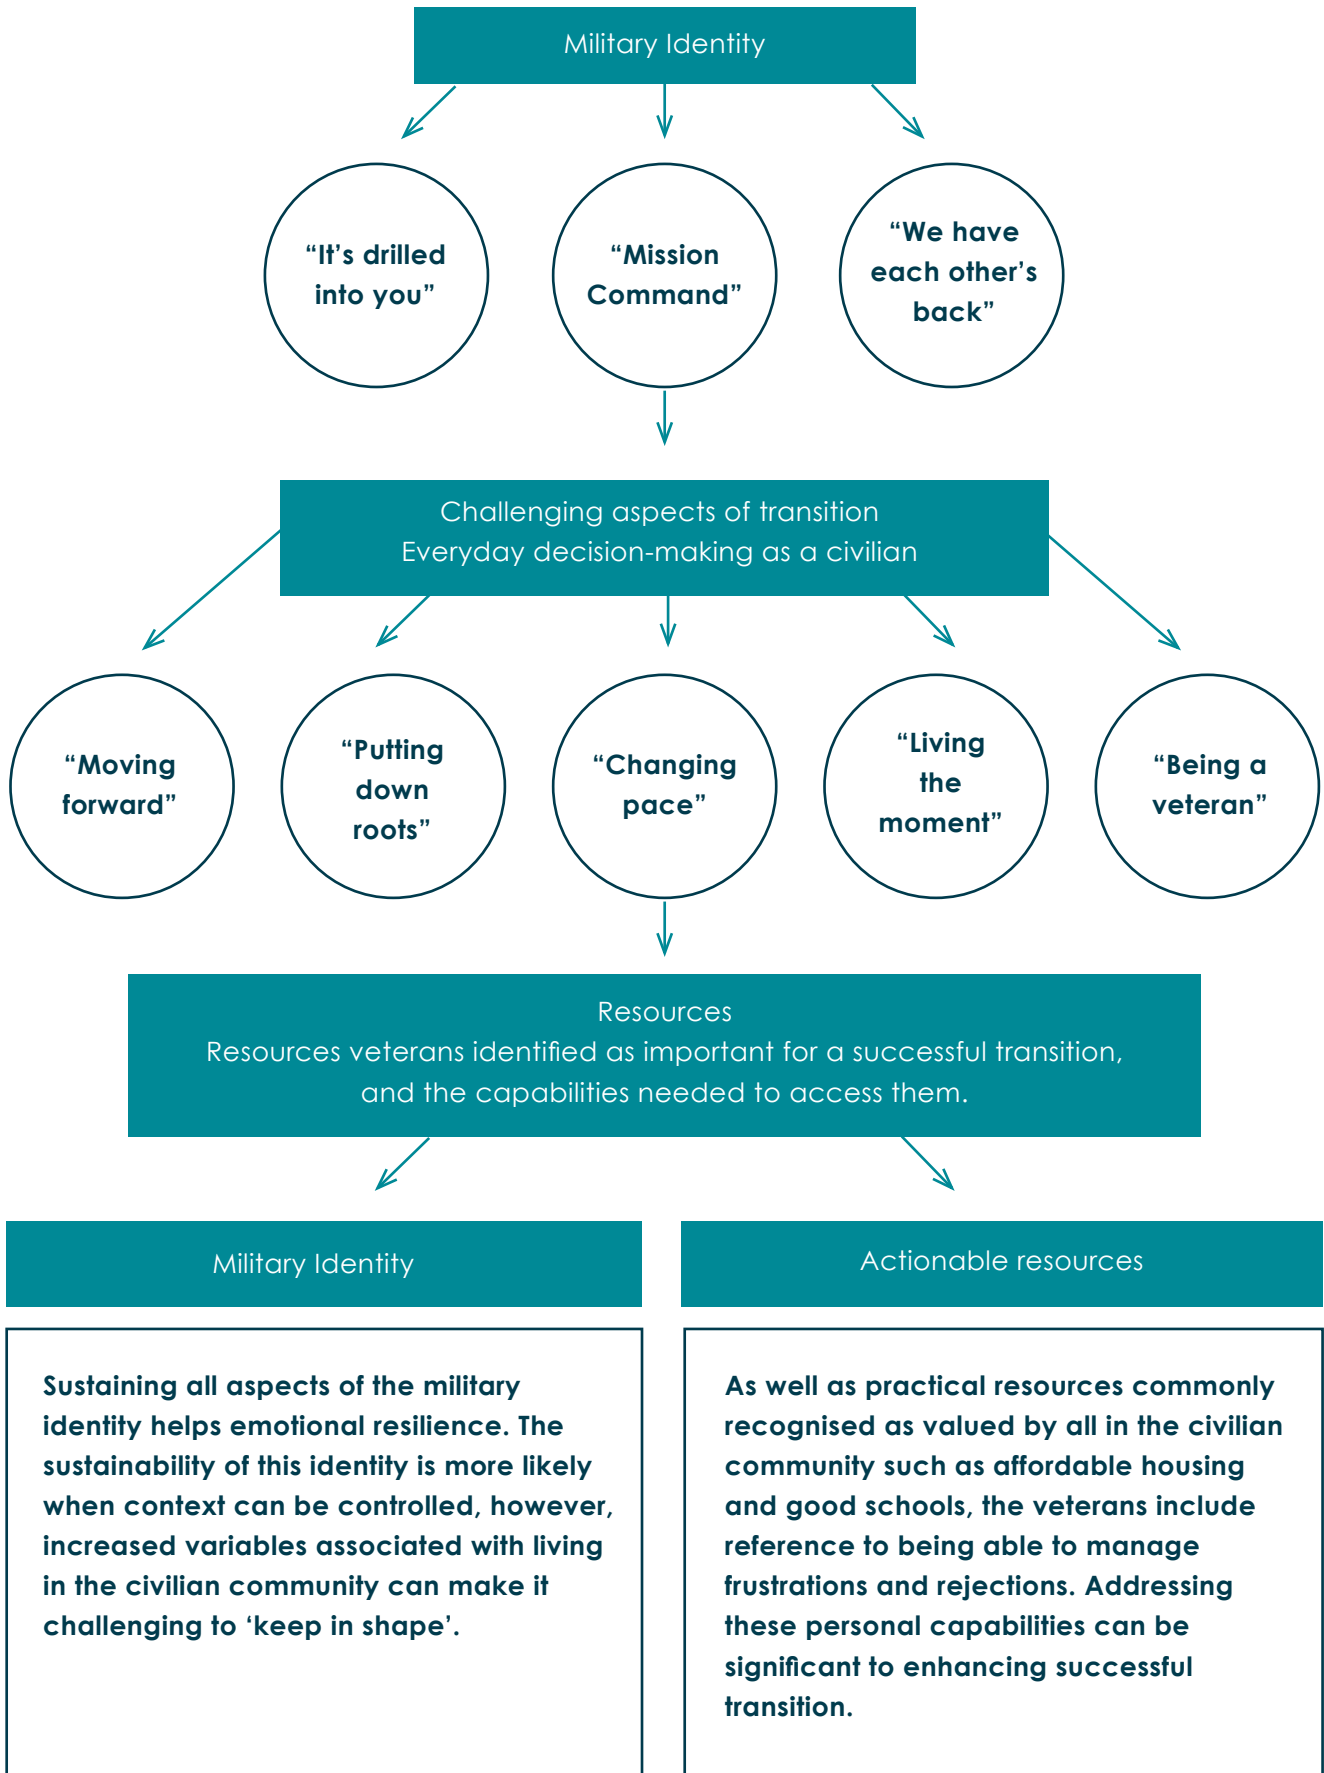 Military Identity
“It’s drilled
into you”
“Mission
Command”
“We have
each other’s
back”
Challenging aspects of transition
Everyday decision-making as a civilian
“Moving
forward”
“Putting
down
roots”
“Changing
pace”
“Living
the
moment”
“Being a
veteran”
Resources
Resources veterans identified as important for a successful transition,
and the capabilities needed to access them.
Military Identity
Sustaining all aspects of the military
identity helps emotional resilience. The
sustainability of this identity is more likely
when context can be controlled, however,
increased variables associated with living
in the civilian community can make it
challenging to ‘keep in shape’.
Actionable resources
As well as practical resources commonly
recognised as valued by all in the civilian
community such as affordable housing
and good schools, the veterans include
reference to being able to manage
frustrations and rejections. Addressing
these personal capabilities can be
significant to enhancing successful
transition.